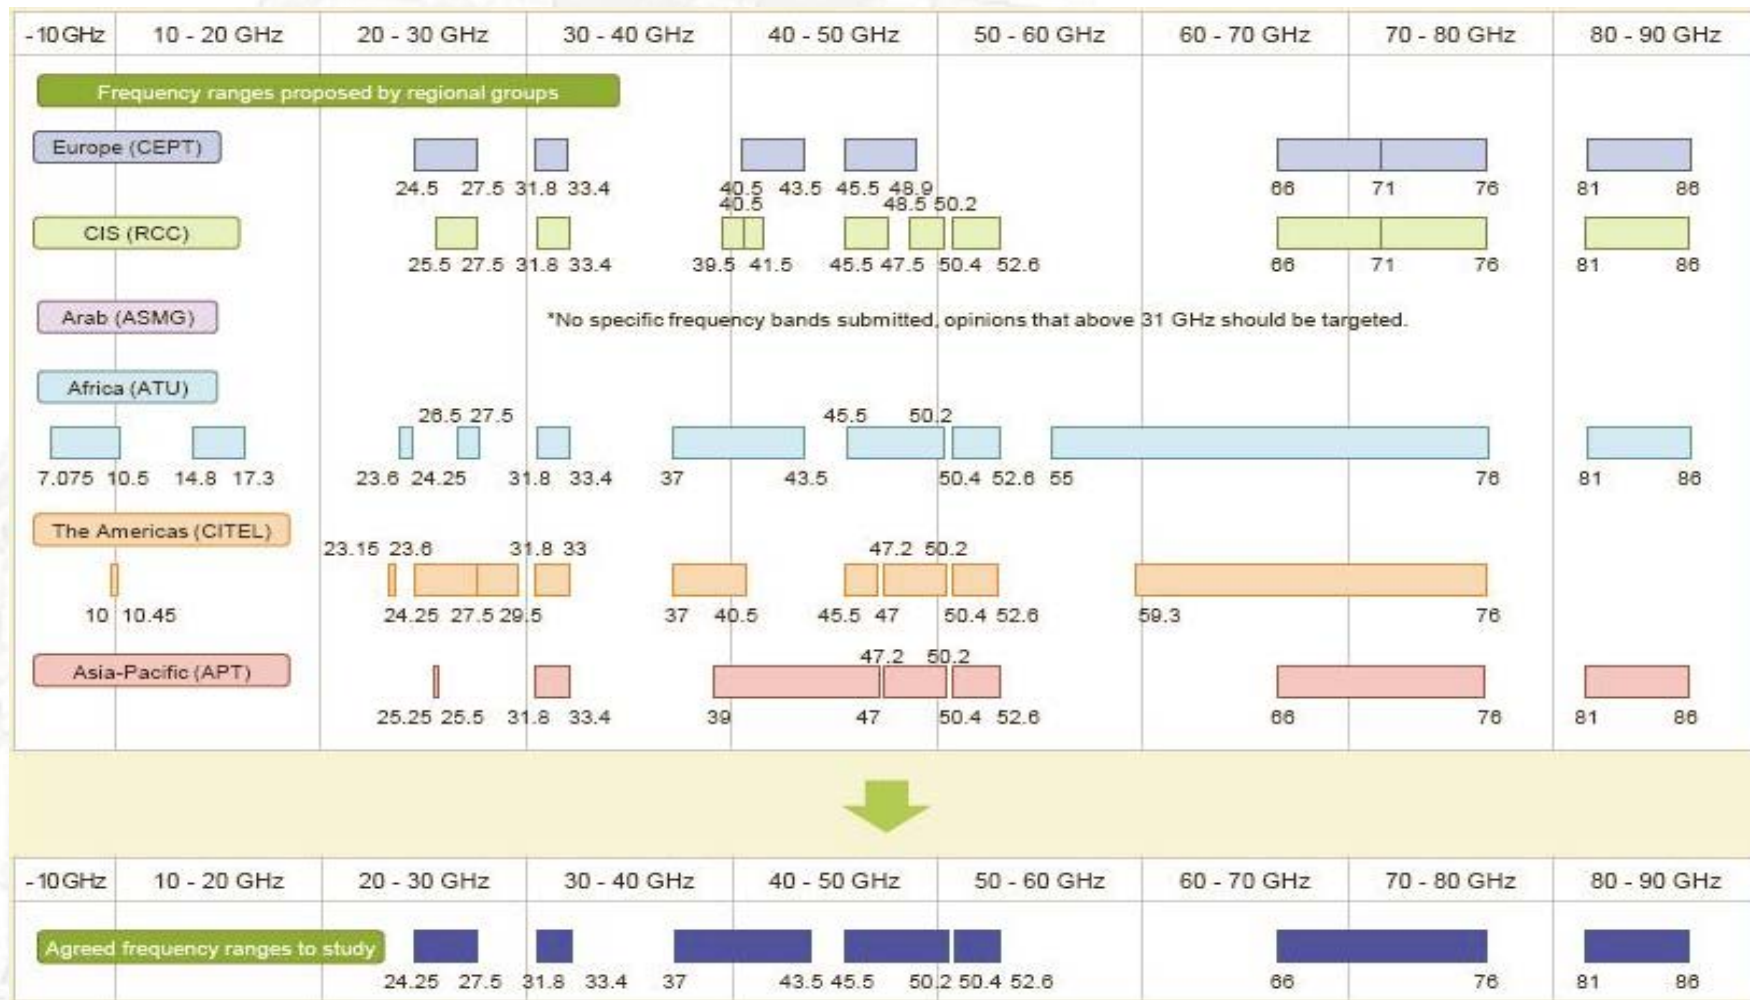 -10GHz 10 - 20 GHz 20 - 30 GHz 30 - 40 GHz 40 - 50 GHz 50 - 60 GHz 60 - 70 GHz 70 - 80 GHz 80 - 90 GHz
Frequency ranges proposed by regional groups
Europe (CEPT)
24.5 27.5 31.8 33.4 40.5 43.5 45.5 48.9 66 71 76 81 86
40.5 48.5 50.2
CIS (RCC)
25.5 27.5 31.8 33.4 39.5 41.5 45.5 47.5 50.4 52.6 66 71 76 81 86
Arab (ASMG)
*No specific frequency bands submitted, opinions that above 31 GHz should be targeted.
Africa (ATU)
26.5 27.5 45.5 50.2
7.075 10.5 14.8 17.3 23.6 24.25 31.8 33.4 37 43.5 50.4 52.6 55 76 81 86
The Americas (CITEL)
23.15 23.6 31.8 33 47.2 50.2
10 10.45 24.25 27.5 29.5 37 40.5 45.5 47 50.4 52.6 59.3 76
Asia-Pacific (APT)
47.2 50.2
25.25 25.5 31.8 33.4 39 47 50.4 52.6 66 76 81 86
-10GHz 10 - 20 GHz 20 - 30 GHz 30 - 40 GHz 40 - 50 GHz 50 - 60 GHz 60 - 70 GHz 70 - 80 GHz 80 - 90 GHz
Agreed frequency ranges to study
24.25 27.5 31.8 33.4 37 43.5 45.5 50.2 50.4 52.6 66 76 81 86